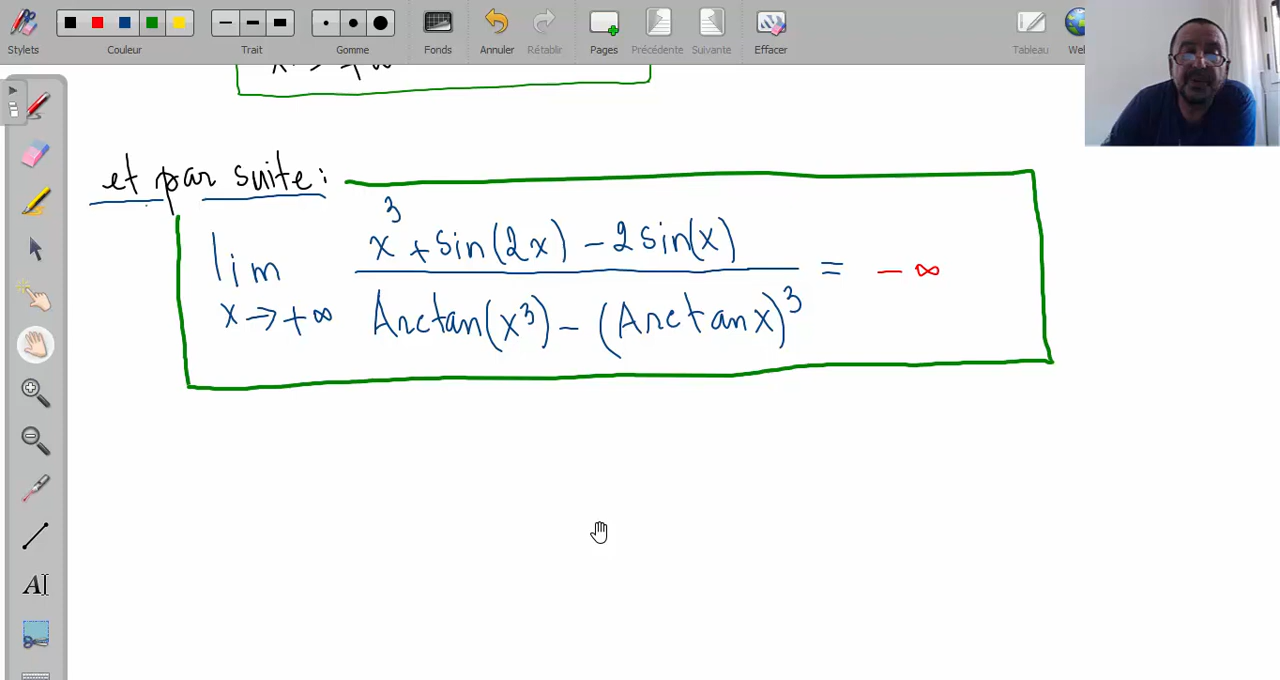 Stylets Couleur Trait Gomme Fonds Annuler Rétablir Pages Précédente Suivante Effacer Tableau
x → +∞
et par suite:
lim x→+∞ (x³ + sin(2x) − 2 sin(x)) / (Arctan(x³) − (Arctan x)³) = −∞
AI